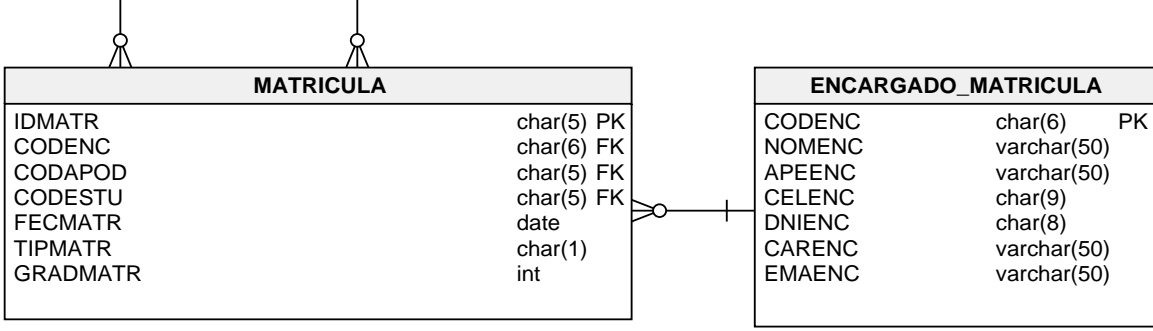 MATRICULA
IDMATR char(5) PK
CODENC char(6) FK
CODAPOD char(5) FK
CODESTU char(5) FK
FECMATR date
TIPMATR char(1)
GRADMATR int
ENCARGADO_MATRICULA
CODENC char(6) PK
NOMENC varchar(50)
APEENC varchar(50)
CELENC char(9)
DNIENC char(8)
CARENC varchar(50)
EMAENC varchar(50)